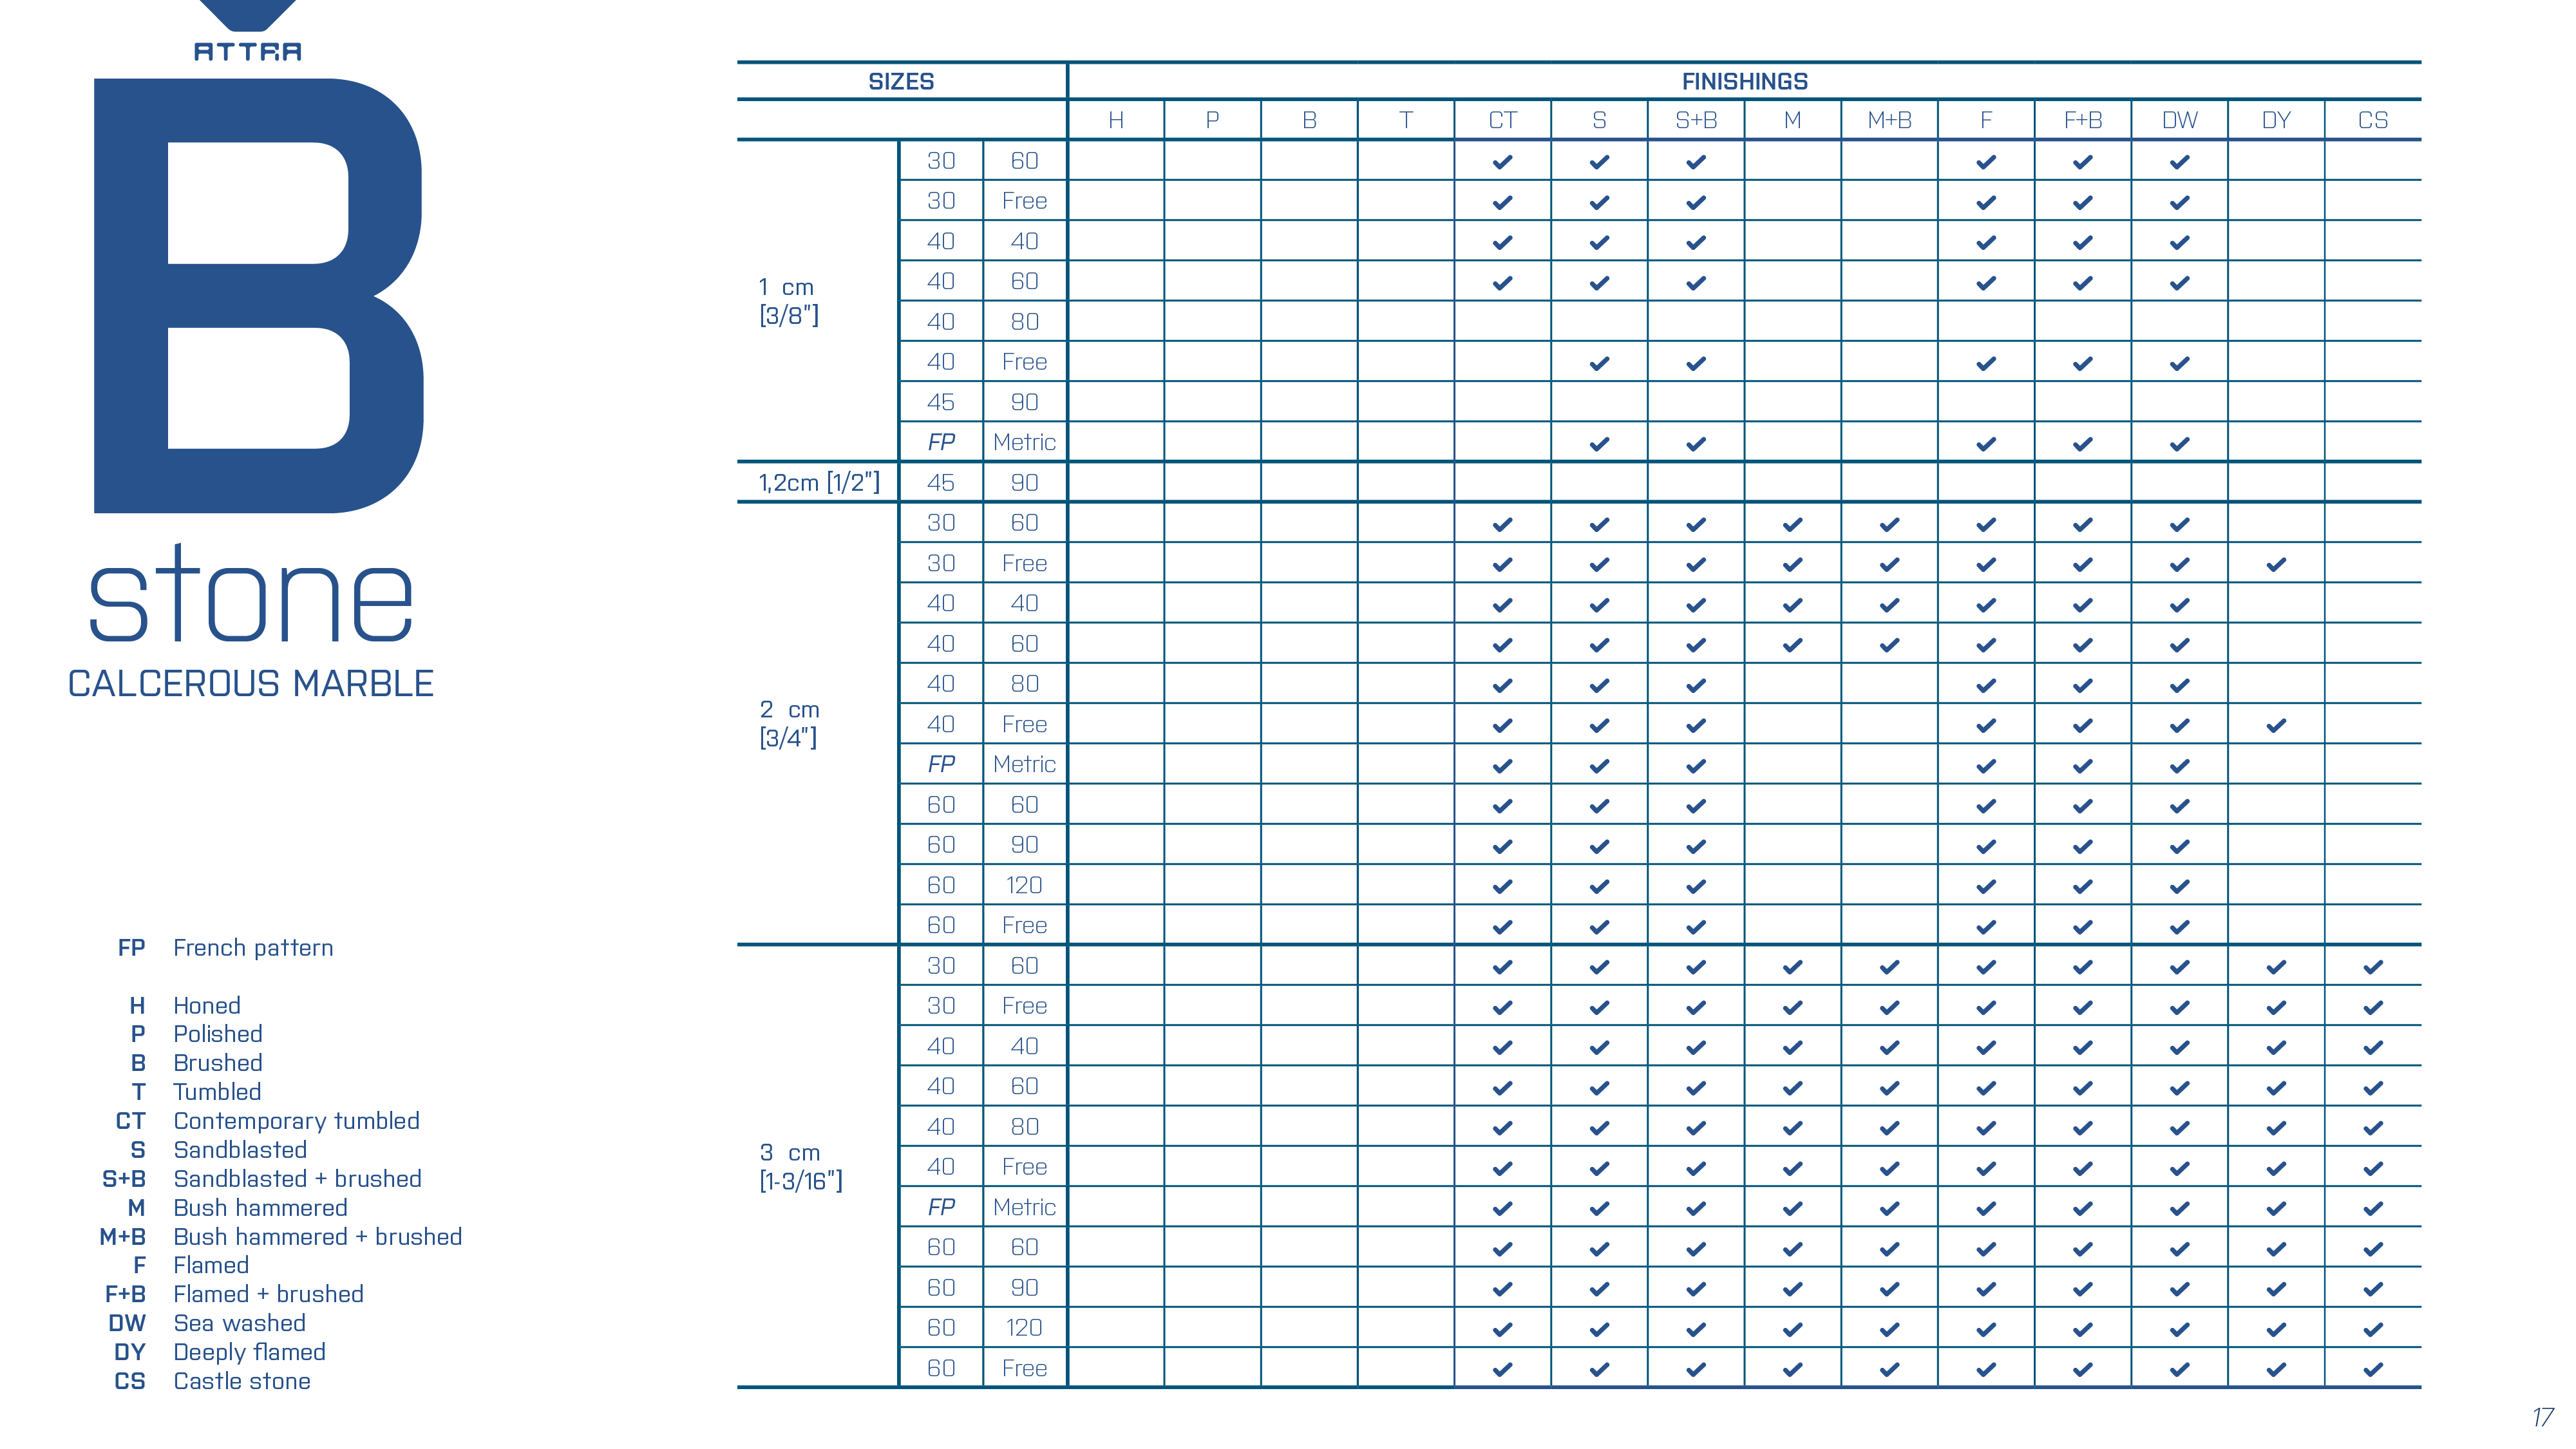 ATTRA
B
stone
CALCEROUS MARBLE
FP French pattern
H Honed
P Polished
B Brushed
T Tumbled
CT Contemporary tumbled
S Sandblasted
S+B Sandblasted + brushed
M Bush hammered
M+B Bush hammered + brushed
F Flamed
F+B Flamed + brushed
DW Sea washed
DY Deeply flamed
CS Castle stone
SIZES FINISHINGS
H P B T CT S S+B M M+B F F+B DW DY CS
1 cm
[3/8"]
30 60 ✓ ✓ ✓ ✓ ✓ ✓
30 Free ✓ ✓ ✓ ✓ ✓ ✓
40 40 ✓ ✓ ✓ ✓ ✓ ✓
40 60 ✓ ✓ ✓ ✓ ✓ ✓
40 80
40 Free ✓ ✓ ✓ ✓ ✓
45 90
FP Metric ✓ ✓ ✓ ✓ ✓
1,2cm [1/2"] 45 90
2 cm
[3/4"]
30 60 ✓ ✓ ✓ ✓ ✓ ✓ ✓ ✓
30 Free ✓ ✓ ✓ ✓ ✓ ✓ ✓ ✓ ✓
40 40 ✓ ✓ ✓ ✓ ✓ ✓ ✓ ✓
40 60 ✓ ✓ ✓ ✓ ✓ ✓ ✓ ✓
40 80 ✓ ✓ ✓ ✓ ✓ ✓
40 Free ✓ ✓ ✓ ✓ ✓ ✓ ✓
FP Metric ✓ ✓ ✓ ✓ ✓ ✓
60 60 ✓ ✓ ✓ ✓ ✓ ✓
60 90 ✓ ✓ ✓ ✓ ✓ ✓
60 120 ✓ ✓ ✓ ✓ ✓ ✓
60 Free ✓ ✓ ✓ ✓ ✓ ✓
3 cm
[1-3/16"]
30 60 ✓ ✓ ✓ ✓ ✓ ✓ ✓ ✓ ✓ ✓
30 Free ✓ ✓ ✓ ✓ ✓ ✓ ✓ ✓ ✓ ✓
40 40 ✓ ✓ ✓ ✓ ✓ ✓ ✓ ✓ ✓ ✓
40 60 ✓ ✓ ✓ ✓ ✓ ✓ ✓ ✓ ✓ ✓
40 80 ✓ ✓ ✓ ✓ ✓ ✓ ✓ ✓ ✓ ✓
40 Free ✓ ✓ ✓ ✓ ✓ ✓ ✓ ✓ ✓ ✓
FP Metric ✓ ✓ ✓ ✓ ✓ ✓ ✓ ✓ ✓ ✓
60 60 ✓ ✓ ✓ ✓ ✓ ✓ ✓ ✓ ✓ ✓
60 90 ✓ ✓ ✓ ✓ ✓ ✓ ✓ ✓ ✓ ✓
60 120 ✓ ✓ ✓ ✓ ✓ ✓ ✓ ✓ ✓ ✓
60 Free ✓ ✓ ✓ ✓ ✓ ✓ ✓ ✓ ✓ ✓
17